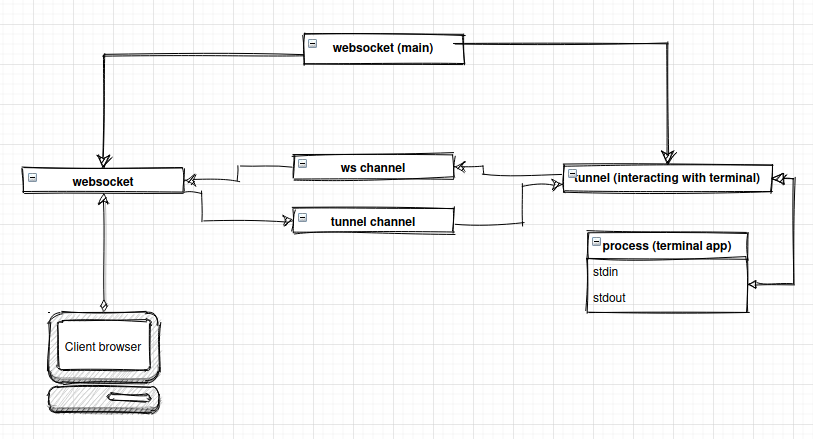 websocket (main)
ws channel
websocket
tunnel (interacting with terminal)
tunnel channel
process (terminal app)
stdin
stdout
Client browser